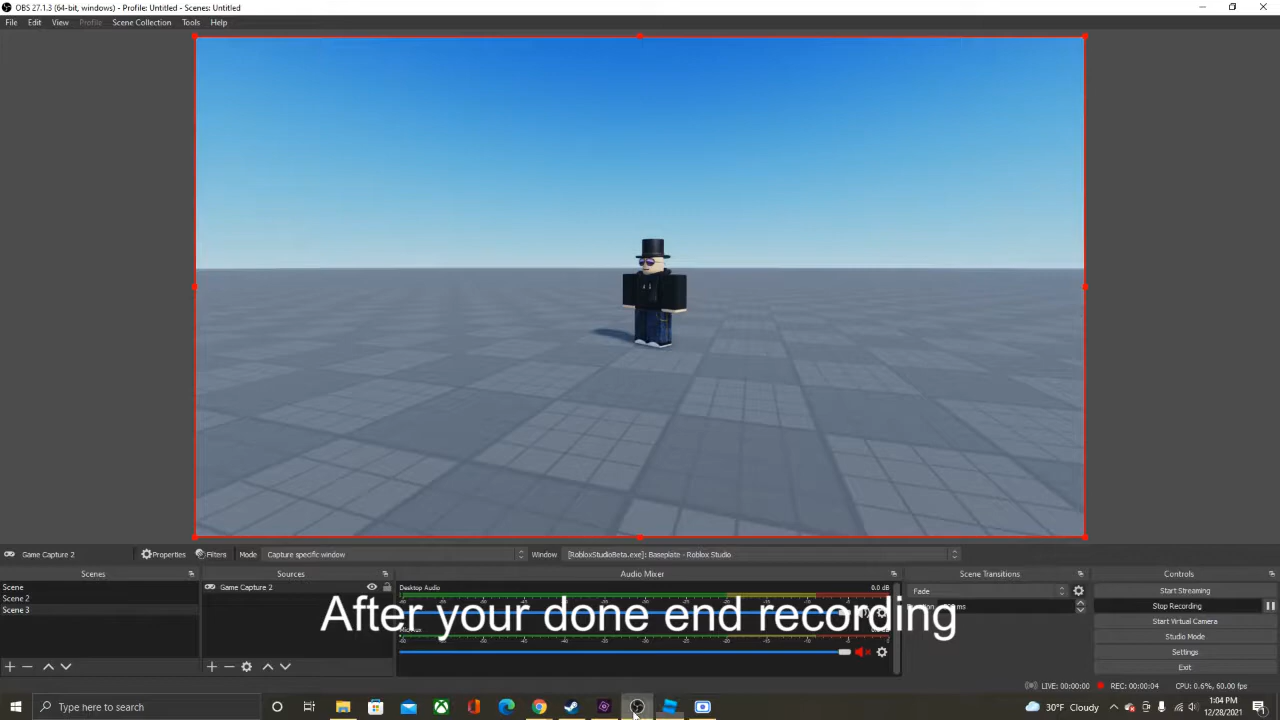 OBS 27.1.3 (64-bit, windows) - Profile: Untitled - Scenes: Untitled
File Edit View Profile Scene Collection Tools Help
Game Capture 2 Properties Filters Mode Capture specific window Window [RobloxStudioBeta.exe]: Baseplate - Roblox Studio
Scenes Sources Audio Mixer Scene Transitions Controls
Scene
Scene 2
Scene 3
Game Capture 2
Desktop Audio 0.0 dB
Fade
Start Streaming
Stop Recording
Start Virtual Camera
Studio Mode
Settings
Exit
After your done end recording
LIVE: 00:00:00 REC: 00:00:04 CPU: 0.6%, 60.00 fps
Type here to search
30°F Cloudy
1:04 PM
12/28/2021